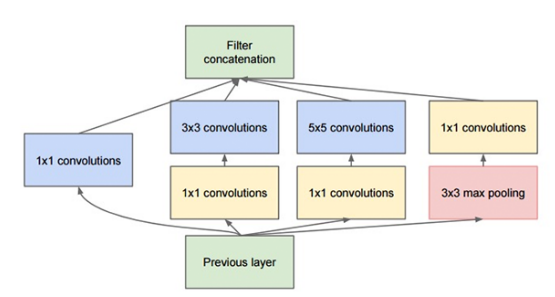 Filter
concatenation
3x3 convolutions
5x5 convolutions
1x1 convolutions
1x1 convolutions
1x1 convolutions
1x1 convolutions
3x3 max pooling
Previous layer